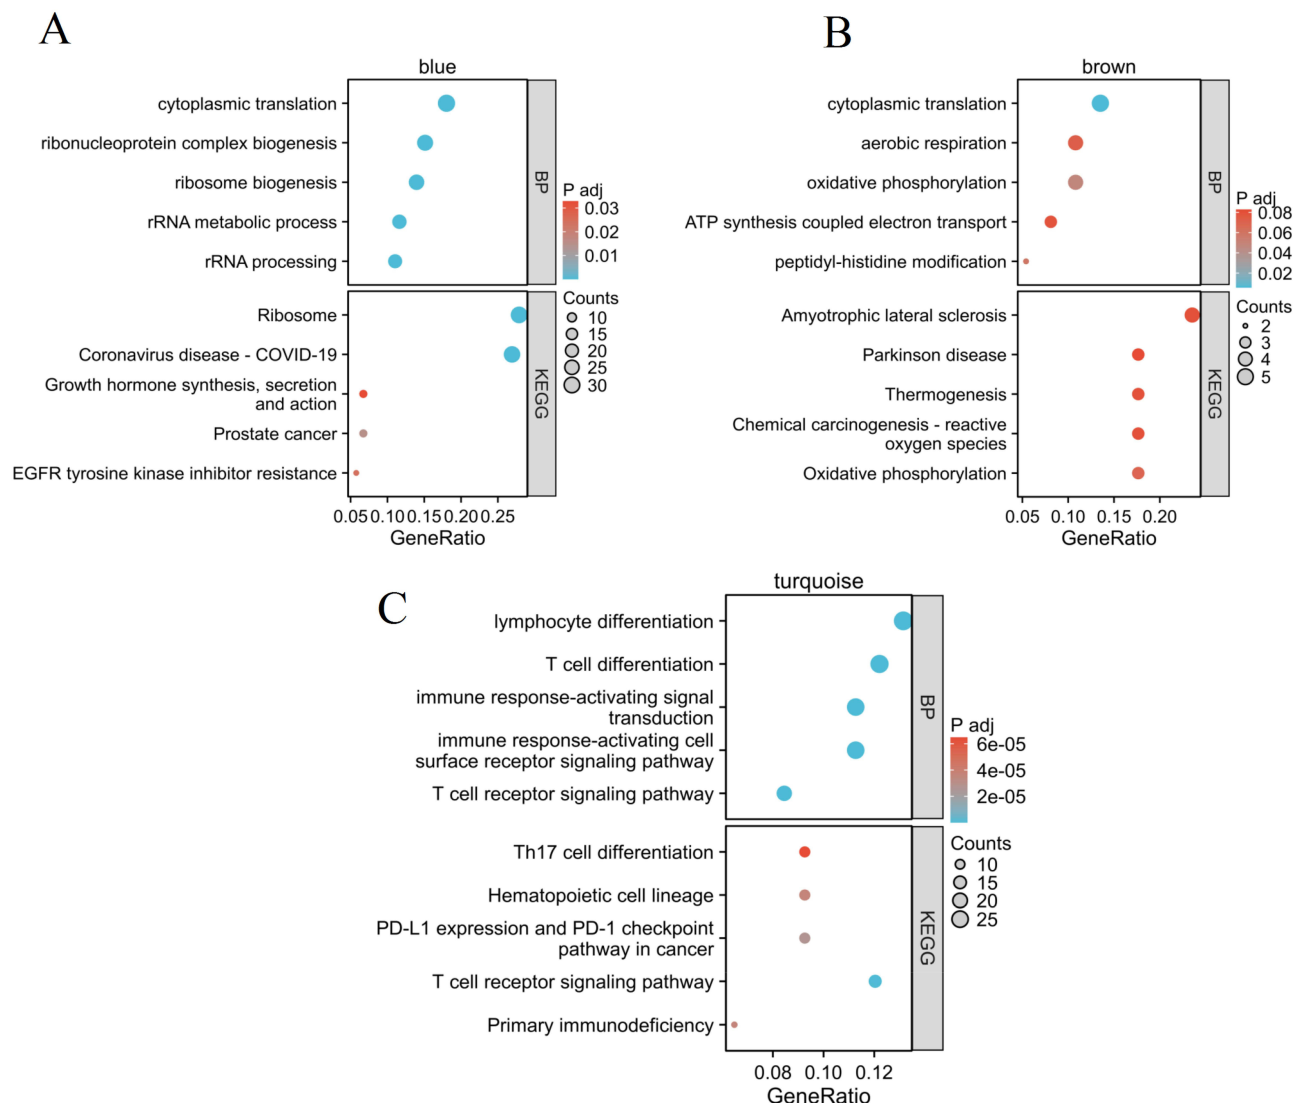 A
blue
cytoplasmic translation
ribonucleoprotein complex biogenesis
ribosome biogenesis
rRNA metabolic process
rRNA processing
BP
Ribosome
Coronavirus disease - COVID-19
Growth hormone synthesis, secretion
and action
Prostate cancer
EGFR tyrosine kinase inhibitor resistance
KEGG
0.05 0.10 0.15 0.20 0.25
GeneRatio
P adj
0.03
0.02
0.01
Counts
10
15
20
25
30
B
brown
cytoplasmic translation
aerobic respiration
oxidative phosphorylation
ATP synthesis coupled electron transport
peptidyl-histidine modification
BP
Amyotrophic lateral sclerosis
Parkinson disease
Thermogenesis
Chemical carcinogenesis - reactive
oxygen species
Oxidative phosphorylation
KEGG
0.05 0.10 0.15 0.20
GeneRatio
P adj
0.08
0.06
0.04
0.02
Counts
2
3
4
5
C
turquoise
lymphocyte differentiation
T cell differentiation
immune response-activating signal
transduction
immune response-activating cell
surface receptor signaling pathway
T cell receptor signaling pathway
BP
Th17 cell differentiation
Hematopoietic cell lineage
PD-L1 expression and PD-1 checkpoint
pathway in cancer
T cell receptor signaling pathway
Primary immunodeficiency
KEGG
0.08 0.10 0.12
GeneRatio
P adj
6e-05
4e-05
2e-05
Counts
10
15
20
25